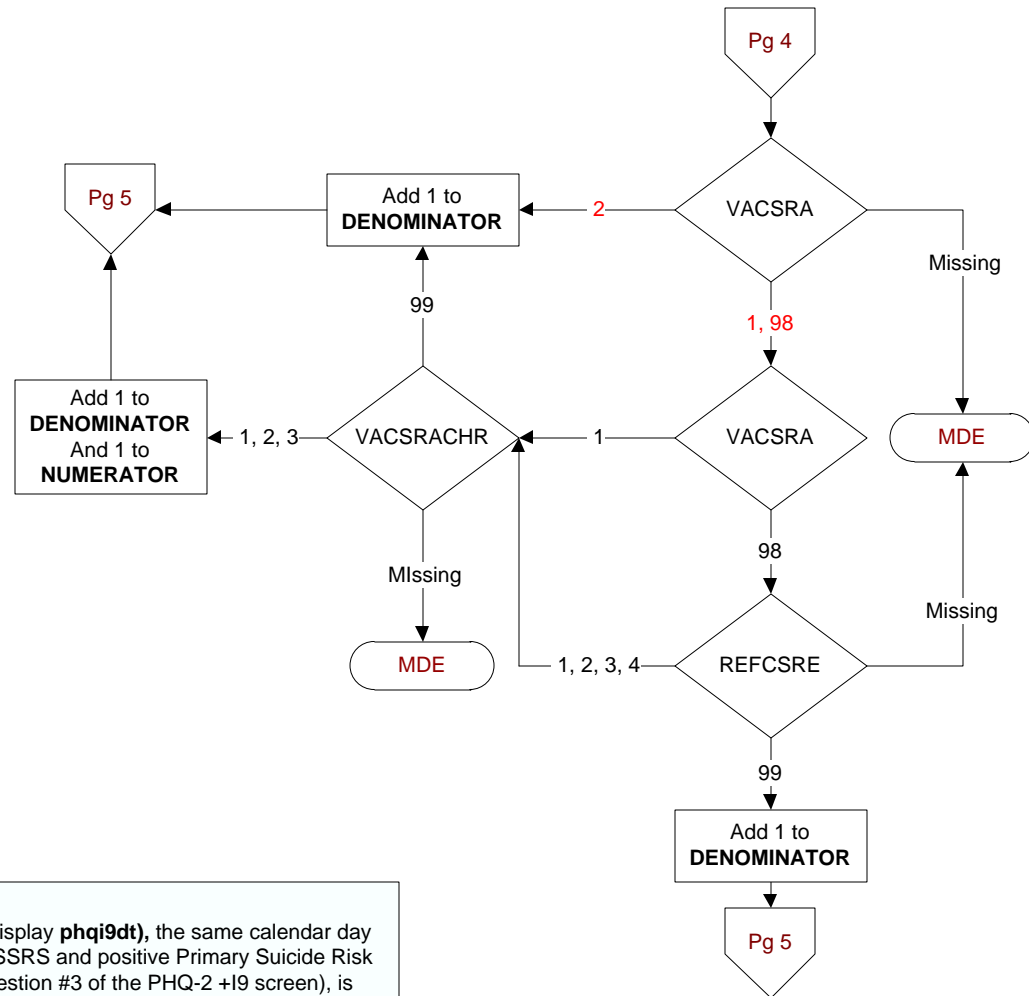 Pg 4
VACSRA
2
Missing
Add 1 to
DENOMINATOR
Pg 5
1, 98
99
VACSRA
1
VACSRACHR
1, 2, 3
Add 1 to
DENOMINATOR
And 1 to
NUMERATOR
MDE
98
MIssing
MDE
Missing
REFCSRE
1, 2, 3, 4
99
Add 1 to
DENOMINATOR
Pg 5
isplay phqi9dt), the same calendar day
SSRS and positive Primary Suicide Risk
estion #3 of the PHQ-2 +I9 screen), is